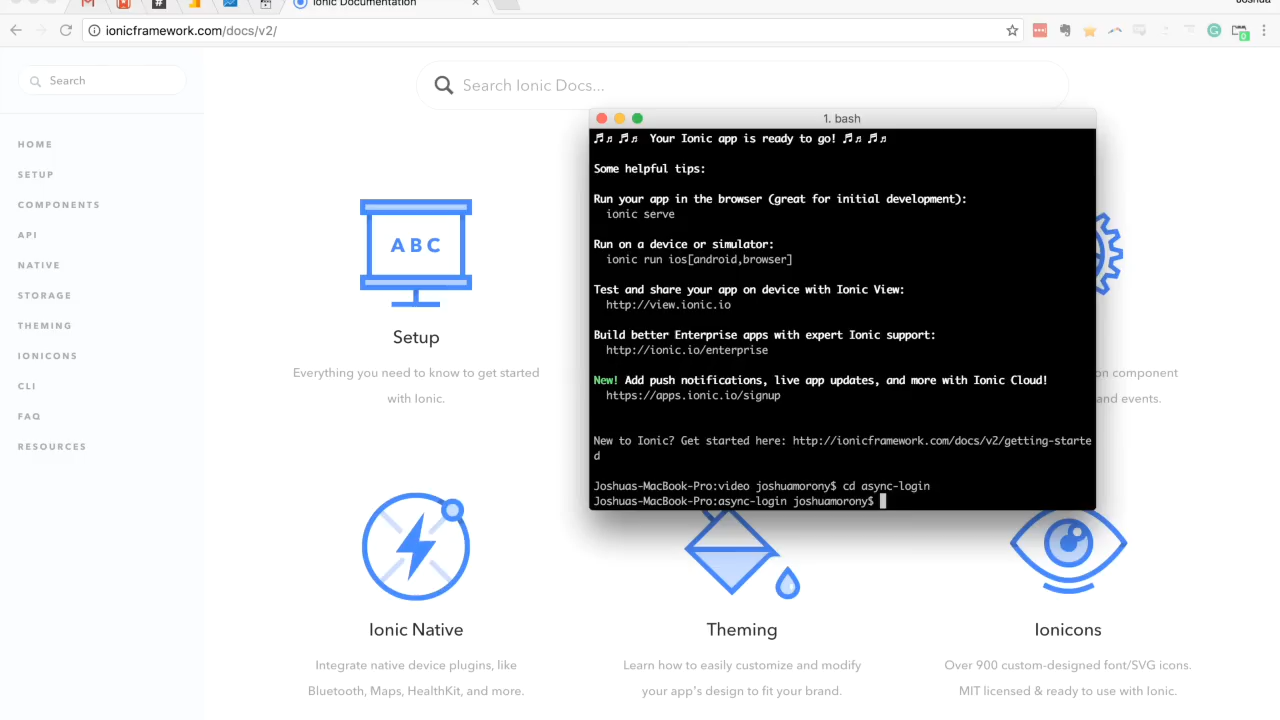 Joshua
Ionic Documentation
ionicframework.com/docs/v2/
Search
Search Ionic Docs...
HOME
SETUP
COMPONENTS
API
NATIVE
STORAGE
THEMING
IONICONS
CLI
FAQ
RESOURCES
ABC
Setup
Everything you need to know to get started
with Ionic.
1. bash
♫♬ ♫♬ Your Ionic app is ready to go! ♫♬ ♫♬
Some helpful tips:
Run your app in the browser (great for initial development):
ionic serve
Run on a device or simulator:
ionic run ios[android,browser]
Test and share your app on device with Ionic View:
http://view.ionic.io
Build better Enterprise apps with expert Ionic support:
http://ionic.io/enterprise
New! Add push notifications, live app updates, and more with Ionic Cloud!
https://apps.ionic.io/signup
New to Ionic? Get started here: http://ionicframework.com/docs/v2/getting-starte
d
Joshuas-MacBook-Pro:video joshuamorony$ cd async-login
Joshuas-MacBook-Pro:async-login joshuamorony$
on component
and events.
Ionic Native
Integrate native device plugins, like
Bluetooth, Maps, HealthKit, and more.
Theming
Learn how to easily customize and modify
your app's design to fit your brand.
Ionicons
Over 900 custom-designed font/SVG icons.
MIT licensed & ready to use with Ionic.